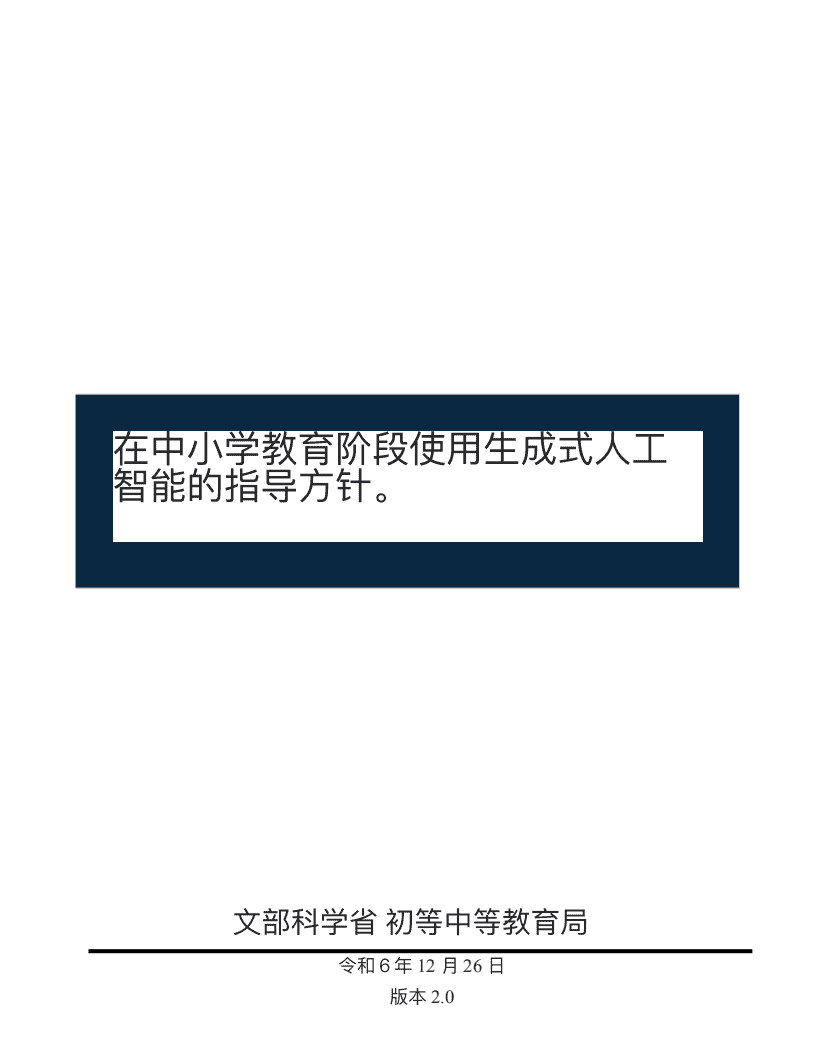 在中小学教育阶段使用生成式人工
智能的指导方针。
文部科学省 初等中等教育局
令和６年 12 月 26 日
版本 2.0